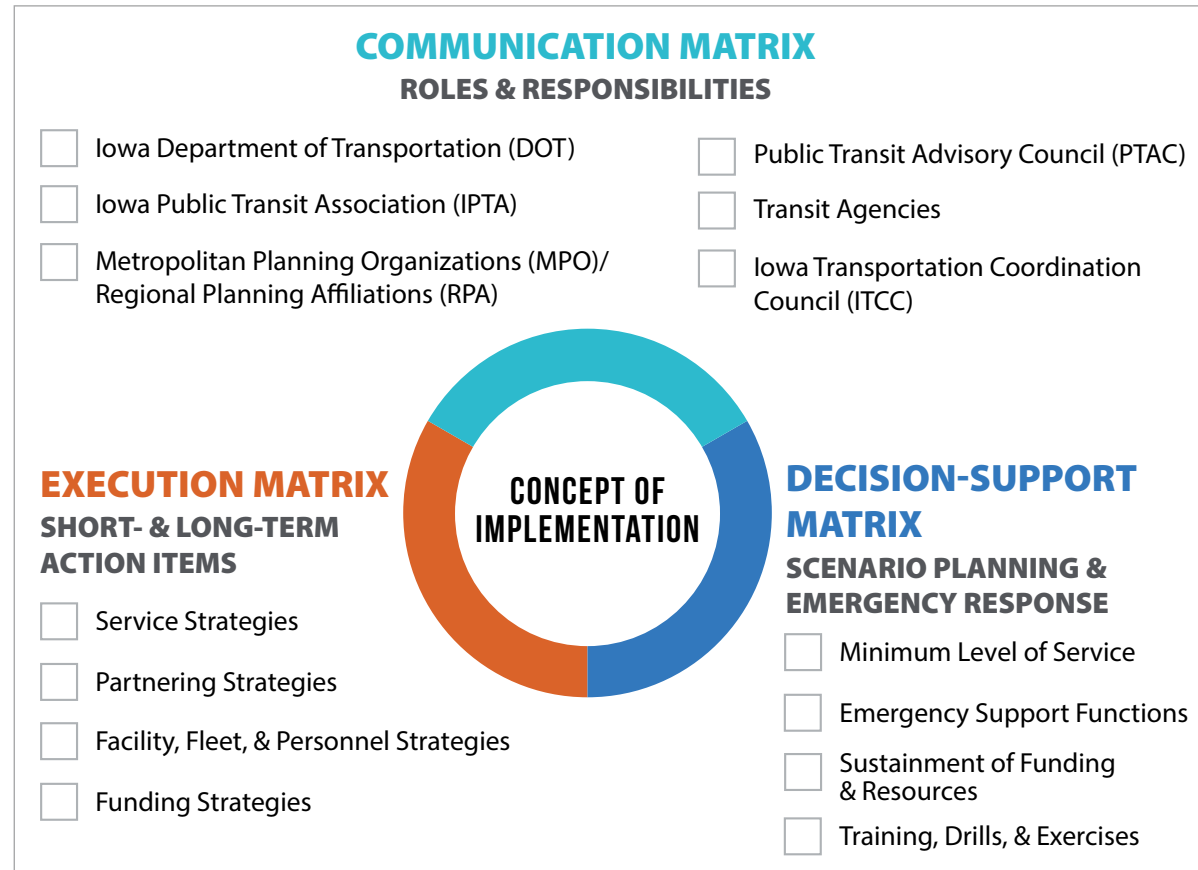 COMMUNICATION MATRIX
ROLES & RESPONSIBILITIES
Iowa Department of Transportation (DOT)
Iowa Public Transit Association (IPTA)
Metropolitan Planning Organizations (MPO)/
Regional Planning Affiliations (RPA)
Public Transit Advisory Council (PTAC)
Transit Agencies
Iowa Transportation Coordination
Council (ITCC)
CONCEPT OF
IMPLEMENTATION
EXECUTION MATRIX
SHORT- & LONG-TERM
ACTION ITEMS
Service Strategies
Partnering Strategies
Facility, Fleet, & Personnel Strategies
Funding Strategies
DECISION-SUPPORT
MATRIX
SCENARIO PLANNING &
EMERGENCY RESPONSE
Minimum Level of Service
Emergency Support Functions
Sustainment of Funding
& Resources
Training, Drills, & Exercises